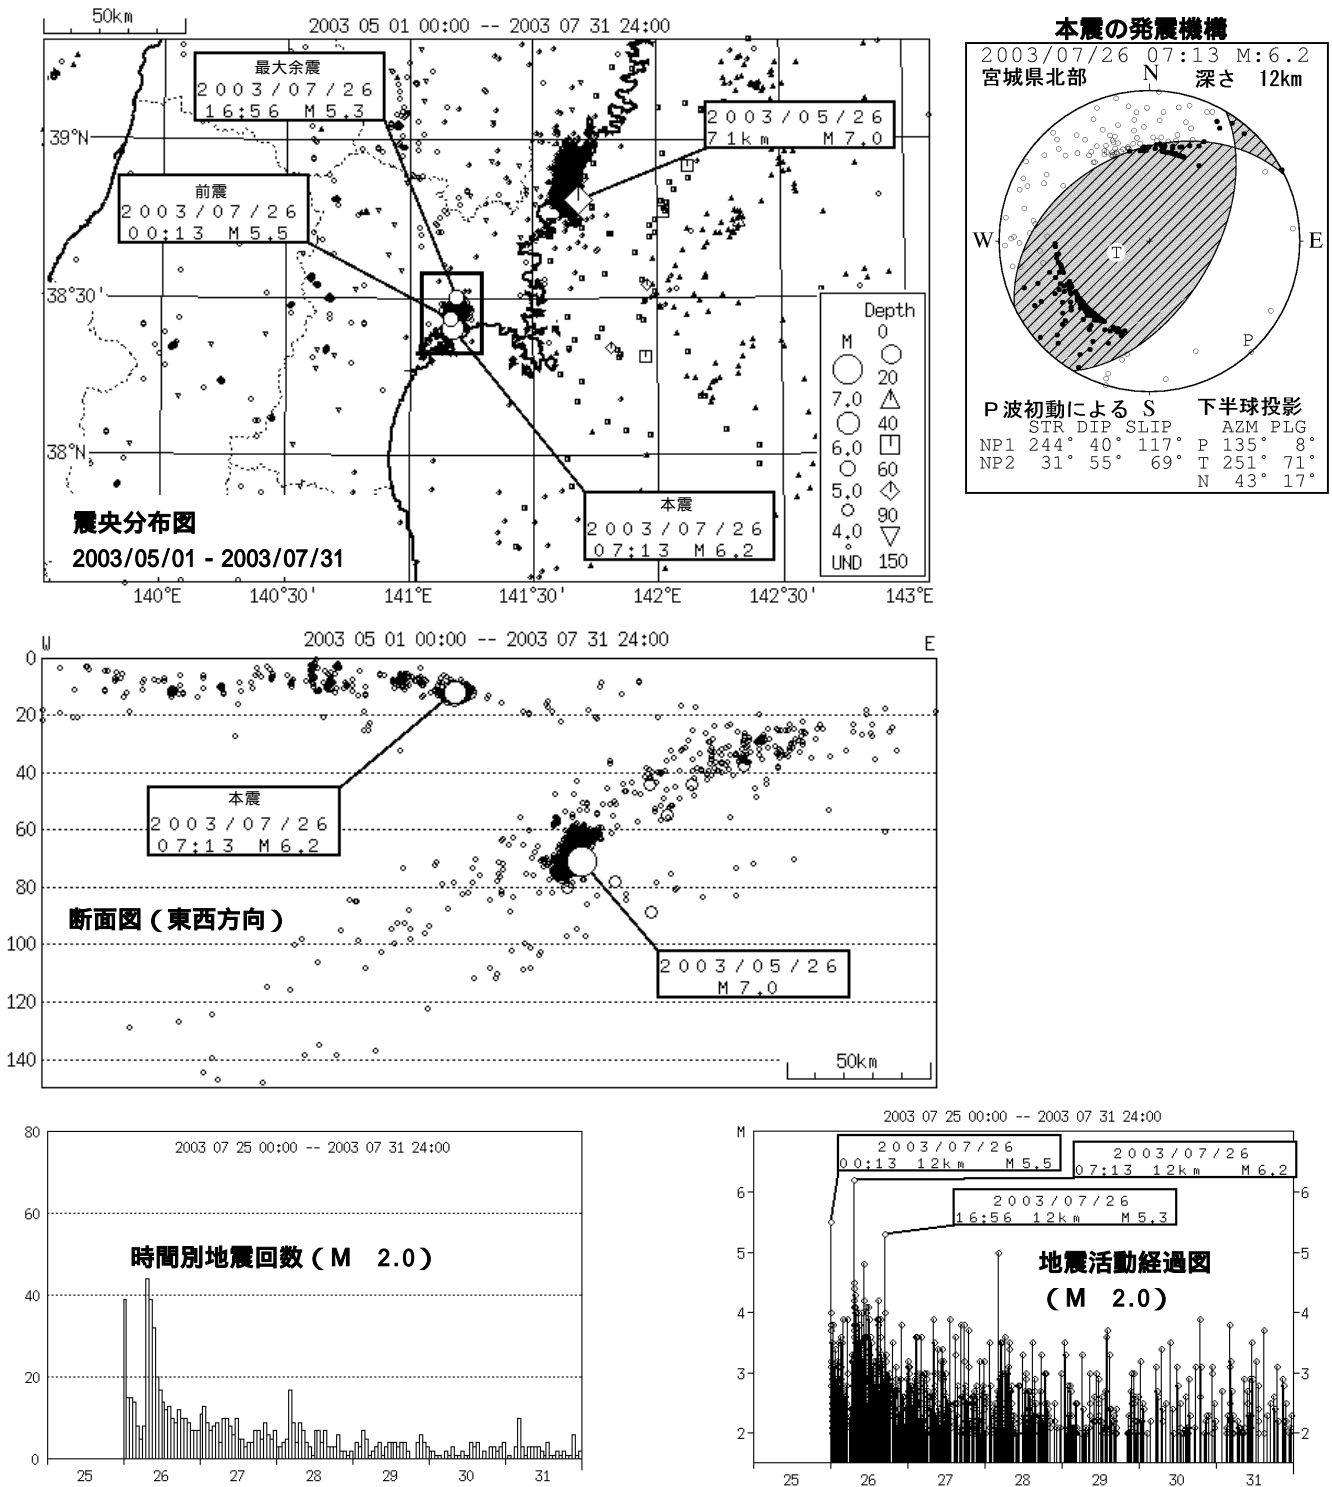 50km
2003 05 01 00:00 -- 2003 07 31 24:00
最大余震
2003/07/26
16:56 M5.3
2003/05/26
71km M7.0
前震
2003/07/26
00:13 M5.5
本震
2003/07/26
07:13 M6.2
39°N
38°30'
38°N
震央分布図
2003/05/01 - 2003/07/31
Depth
M
0
20
7.0
40
6.0
60
5.0
90
4.0
UND 150
140°E 140°30' 141°E 141°30' 142°E 142°30' 143°E
本震の発震機構
2003/07/26 07:13 M:6.2
宮城県北部 N 深さ 12km
W T E
P
P波初動による S 下半球投影
STR DIP SLIP AZM PLG
NP1 244° 40° 117° P 135° 8°
NP2 31° 55° 69° T 251° 71°
N 43° 17°
W 2003 05 01 00:00 -- 2003 07 31 24:00 E
0
20
40
60
80
100
120
140
本震
2003/07/26
07:13 M6.2
断面図（東西方向）
2003/05/26
M7.0
50km
80
60
40
20
0
2003 07 25 00:00 -- 2003 07 31 24:00
時間別地震回数（M 2.0）
25 26 27 28 29 30 31
2003 07 25 00:00 -- 2003 07 31 24:00
M
2003/07/26
00:13 12km M5.5
2003/07/26
07:13 12km M6.2
2003/07/26
16:56 12km M5.3
地震活動経過図
（M 2.0）
6 6
5 5
4 4
3 3
2 2
25 26 27 28 29 30 31